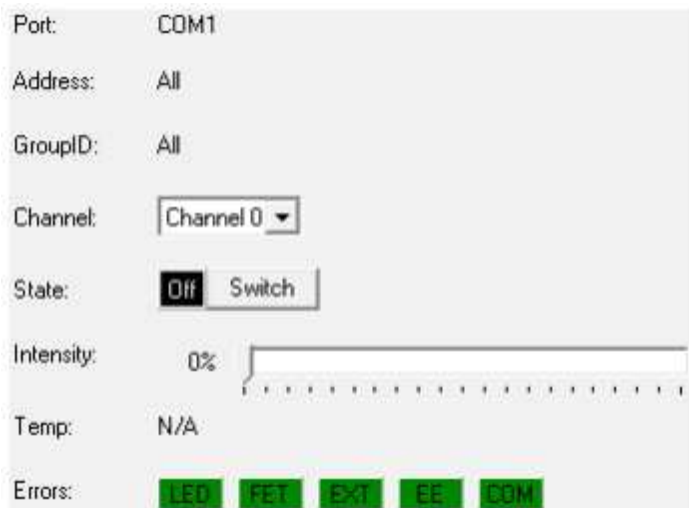 Port: COM1
Address: All
GroupID: All
Channel: Channel 0
State: Off Switch
Intensity: 0%
Temp: N/A
Errors: LED FET EXT EE COM